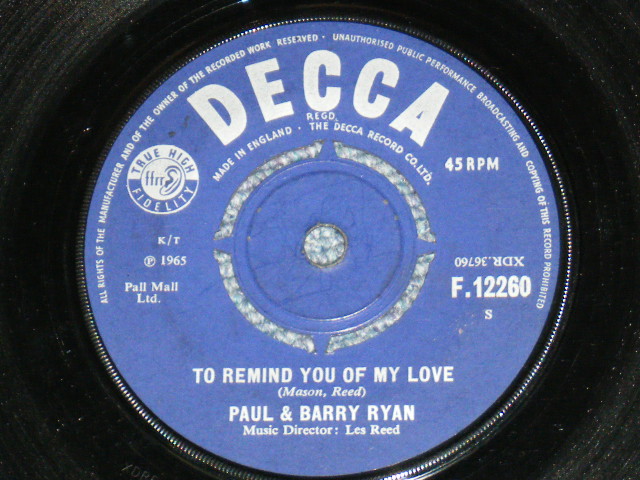 ALL RIGHTS OF THE MANUFACTURER AND OF THE OWNER OF THE RECORDED WORK RESERVED · UNAUTHORISED PUBLIC PERFORMANCE BROADCASTING AND COPYING OF THIS RECORD PROHIBITED
DECCA
REGD.
MADE IN ENGLAND · THE DECCA RECORD CO. LTD.
TRUE HIGH
ffrr
FIDELITY
45 RPM
K/T
℗ 1965
Pall Mall
Ltd.
XDR.36760
F.12260
S
TO REMIND YOU OF MY LOVE
(Mason, Reed)
PAUL & BARRY RYAN
Music Director: Les Reed